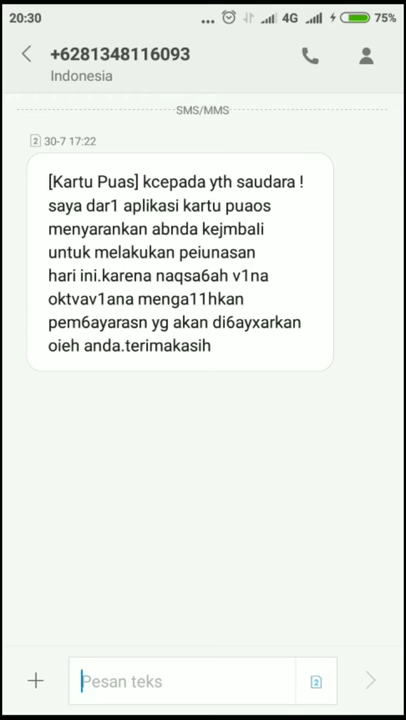 20:30
... 4G 75%
+6281348116093
Indonesia
SMS/MMS
2 30-7 17:22
[Kartu Puas] kcepada yth saudara !
saya dar1 aplikasi kartu puaos
menyarankan abnda kejmbali
untuk melakukan peiunasan
hari ini.karena naqsa6ah v1na
oktvav1ana menga11hkan
pem6ayarasn yg akan di6ayxarkan
oieh anda.terimakasih
Pesan teks
2